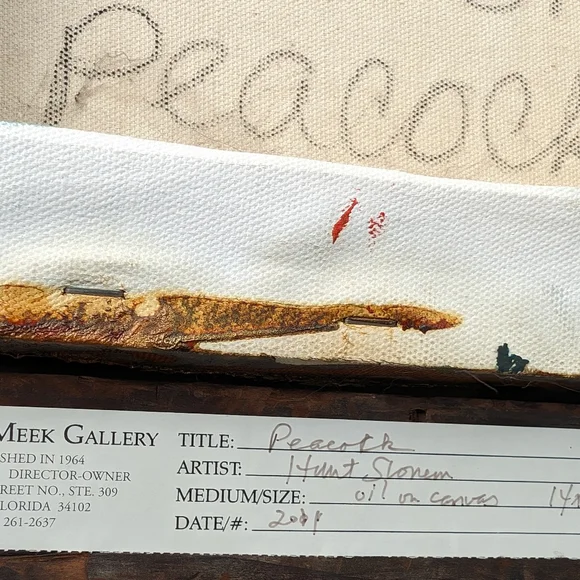 Peacock
MEEK GALLERY
SHED IN 1964
DIRECTOR-OWNER
REET NO., STE. 309
LORIDA 34102
261-2637
TITLE: Peacock
ARTIST: Hunt Slonem
MEDIUM/SIZE: oil on canvas 14x
DATE/#: